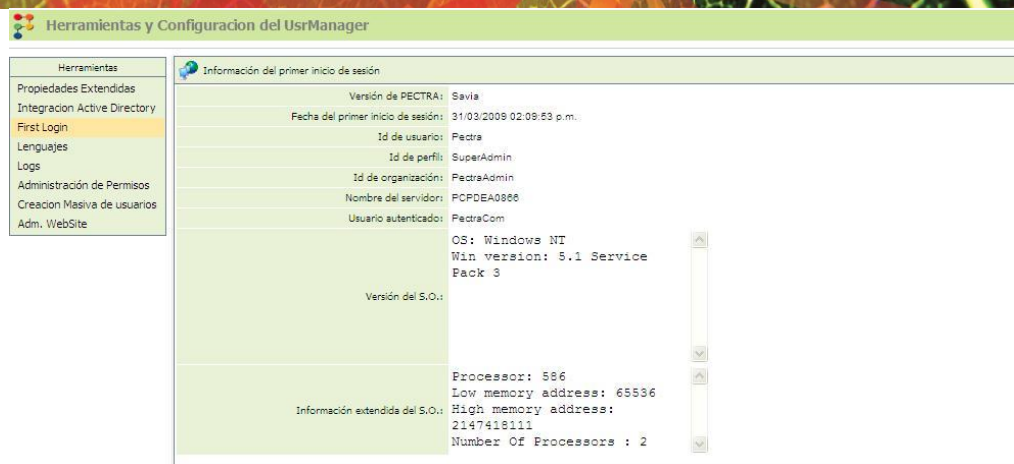 Herramientas y Configuracion del UsrManager
Herramientas
Propiedades Extendidas
Integracion Active Directory
First Login
Lenguajes
Logs
Administración de Permisos
Creacion Masiva de usuarios
Adm. WebSite
Información del primer inicio de sesión
Versión de PECTRA: Savia
Fecha del primer inicio de sesión: 31/03/2009 02:09:53 p.m.
Id de usuario: Pectra
Id de perfil: SuperAdmin
Id de organización: PectraAdmin
Nombre del servidor: PCPDEA0866
Usuario autenticado: PectraCom
Versión del S.O.:
OS: Windows NT
Win version: 5.1 Service
Pack 3
Información extendida del S.O.:
Processor: 586
Low memory address: 65536
High memory address:
2147418111
Number Of Processors : 2